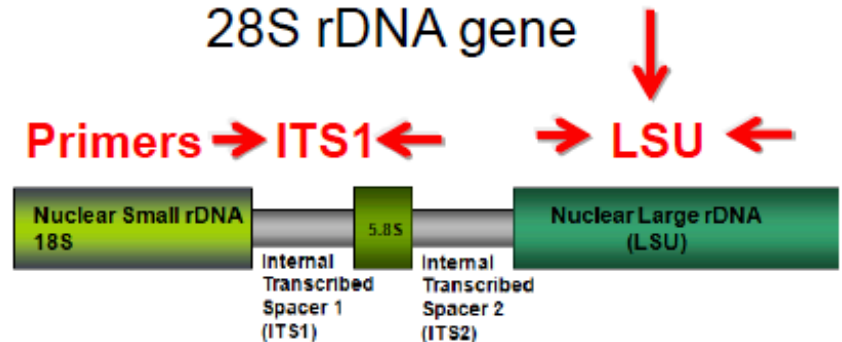 28S rDNA gene
Primers ITS1 LSU
Nuclear Small rDNA
18S
5.8S
Nuclear Large rDNA
(LSU)
Internal
Transcribed
Spacer 1
(ITS1)
Internal
Transcribed
Spacer 2
(ITS2)